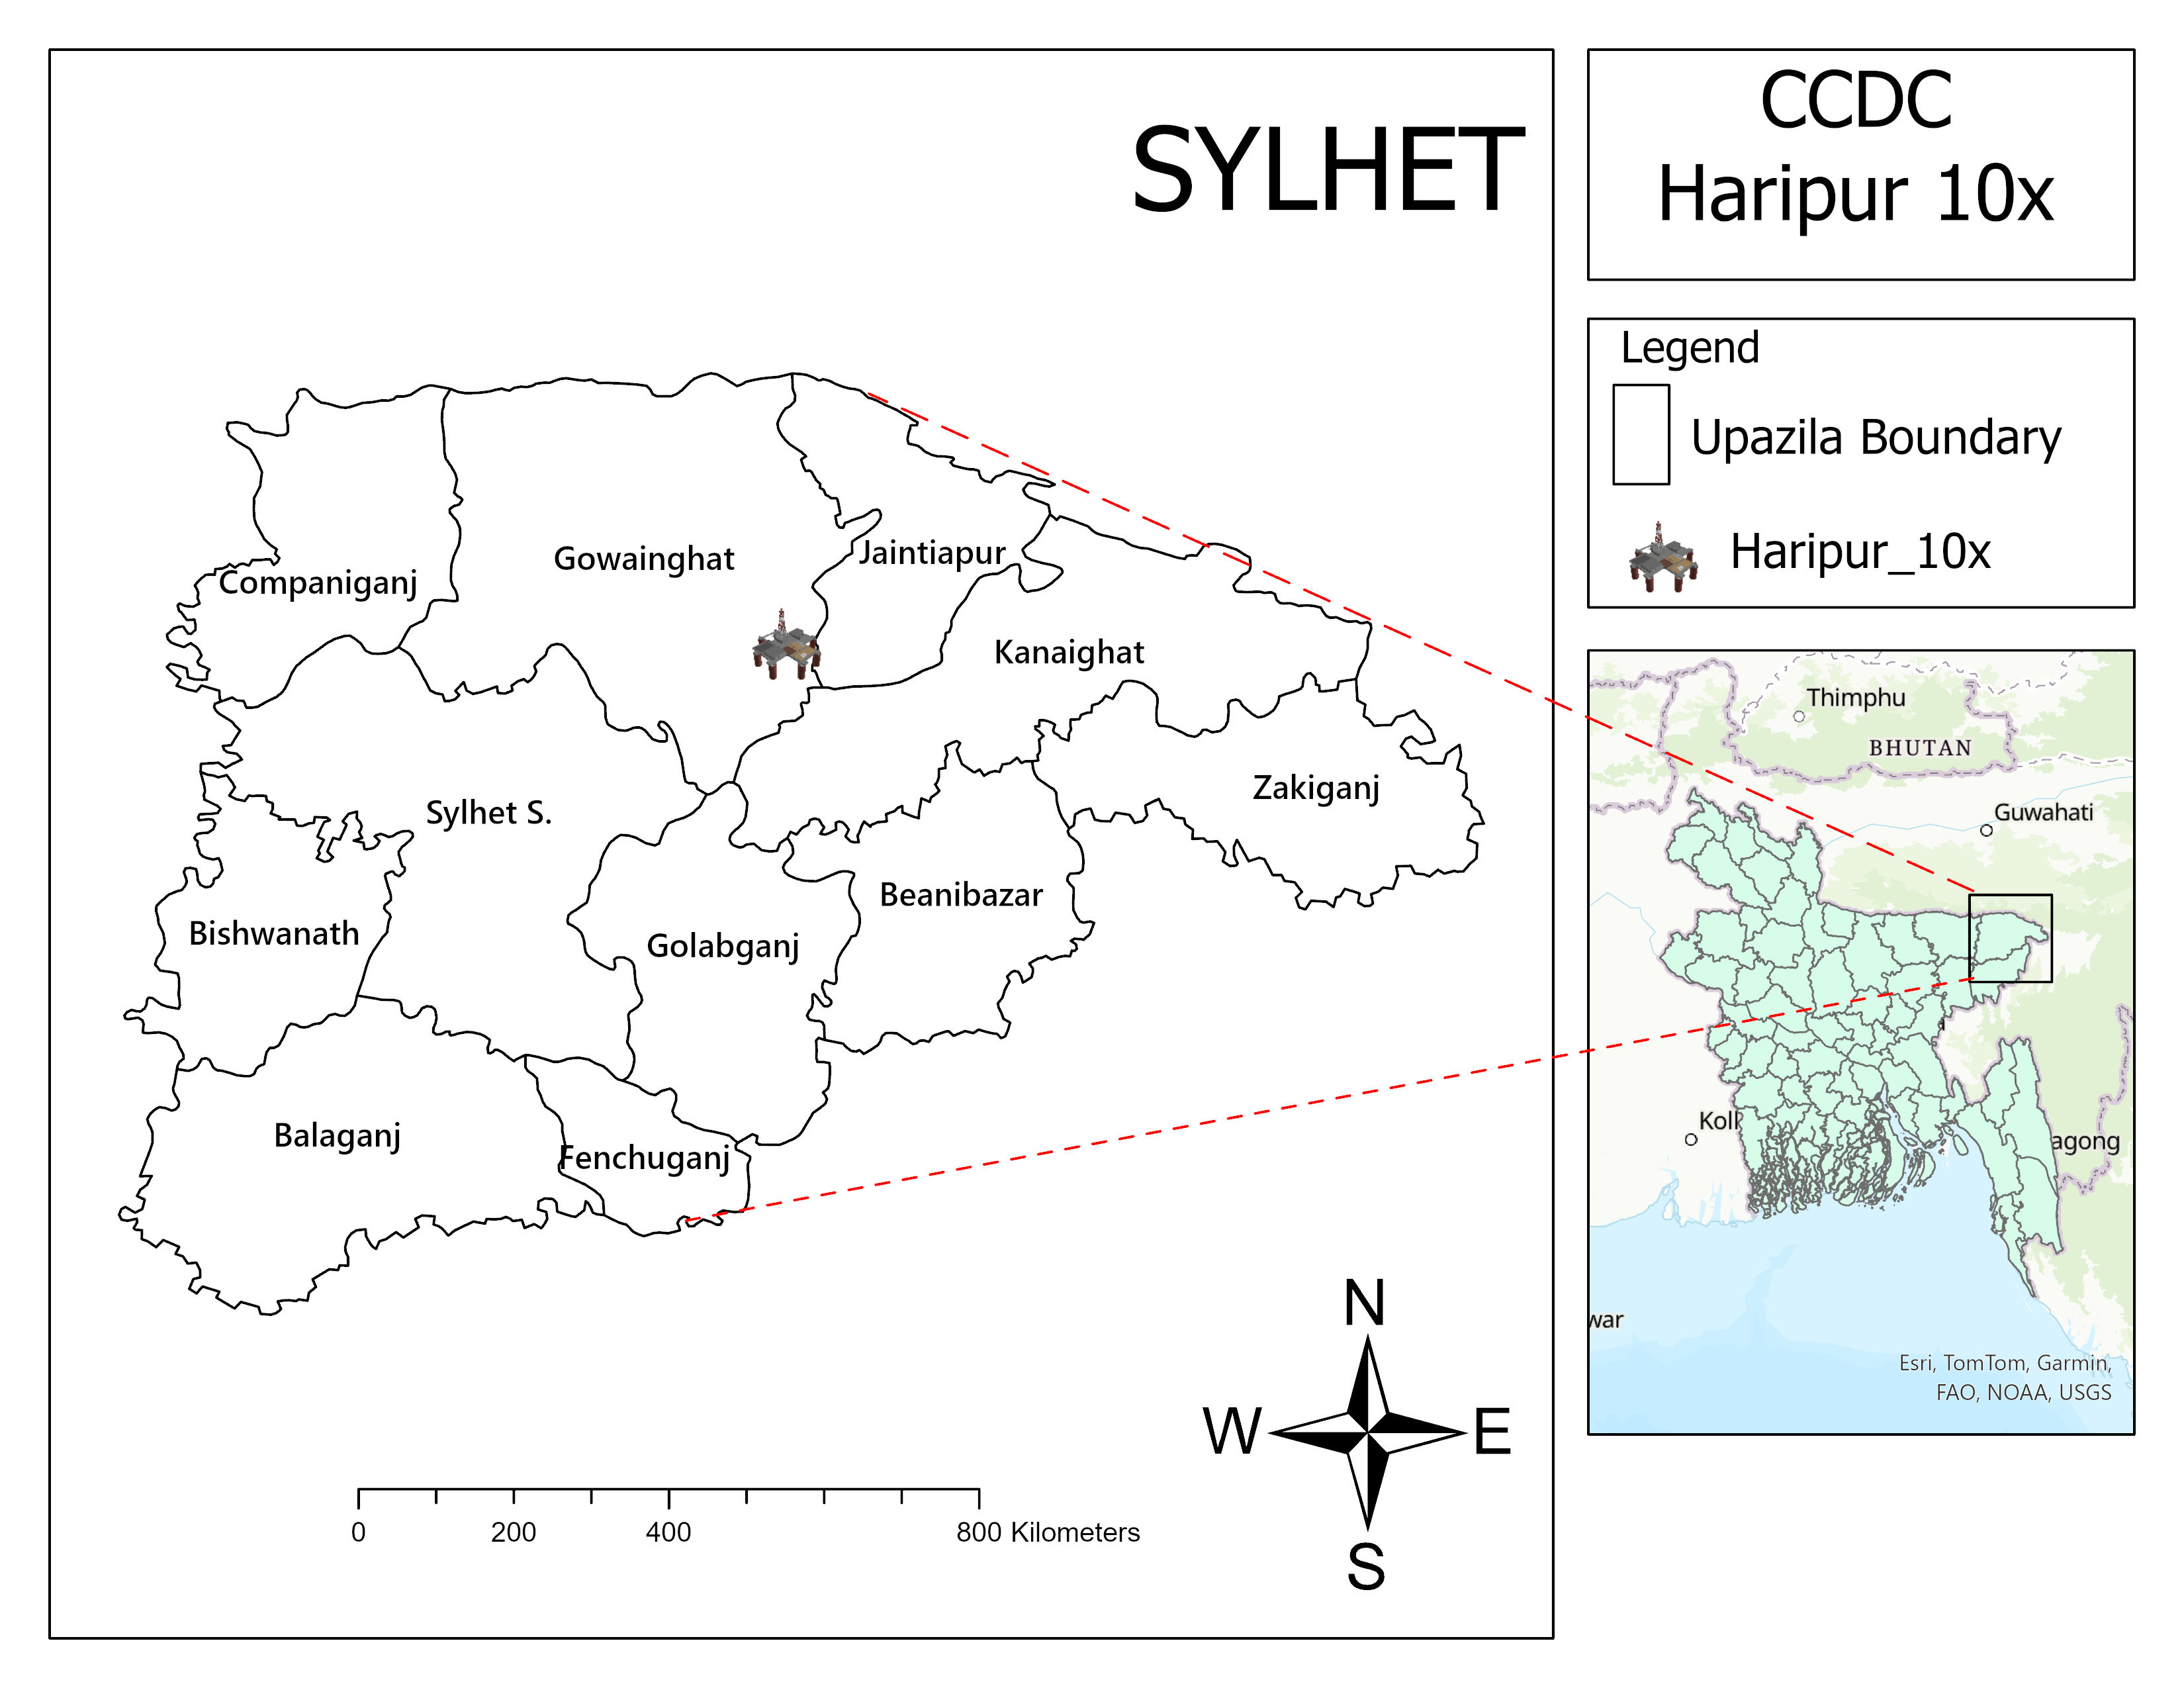 SYLHET
Companiganj
Gowainghat
Jaintiapur
Kanaighat
Sylhet S.
Zakiganj
Bishwanath
Golabganj
Beanibazar
Balaganj
Fenchuganj
N
W
E
S
0
200
400
800 Kilometers
CCDC
Haripur 10x
Legend
Upazila Boundary
Haripur_10x
Thimphu
BHUTAN
Guwahati
Kolk
agong
war
Esri, TomTom, Garmin,
FAO, NOAA, USGS